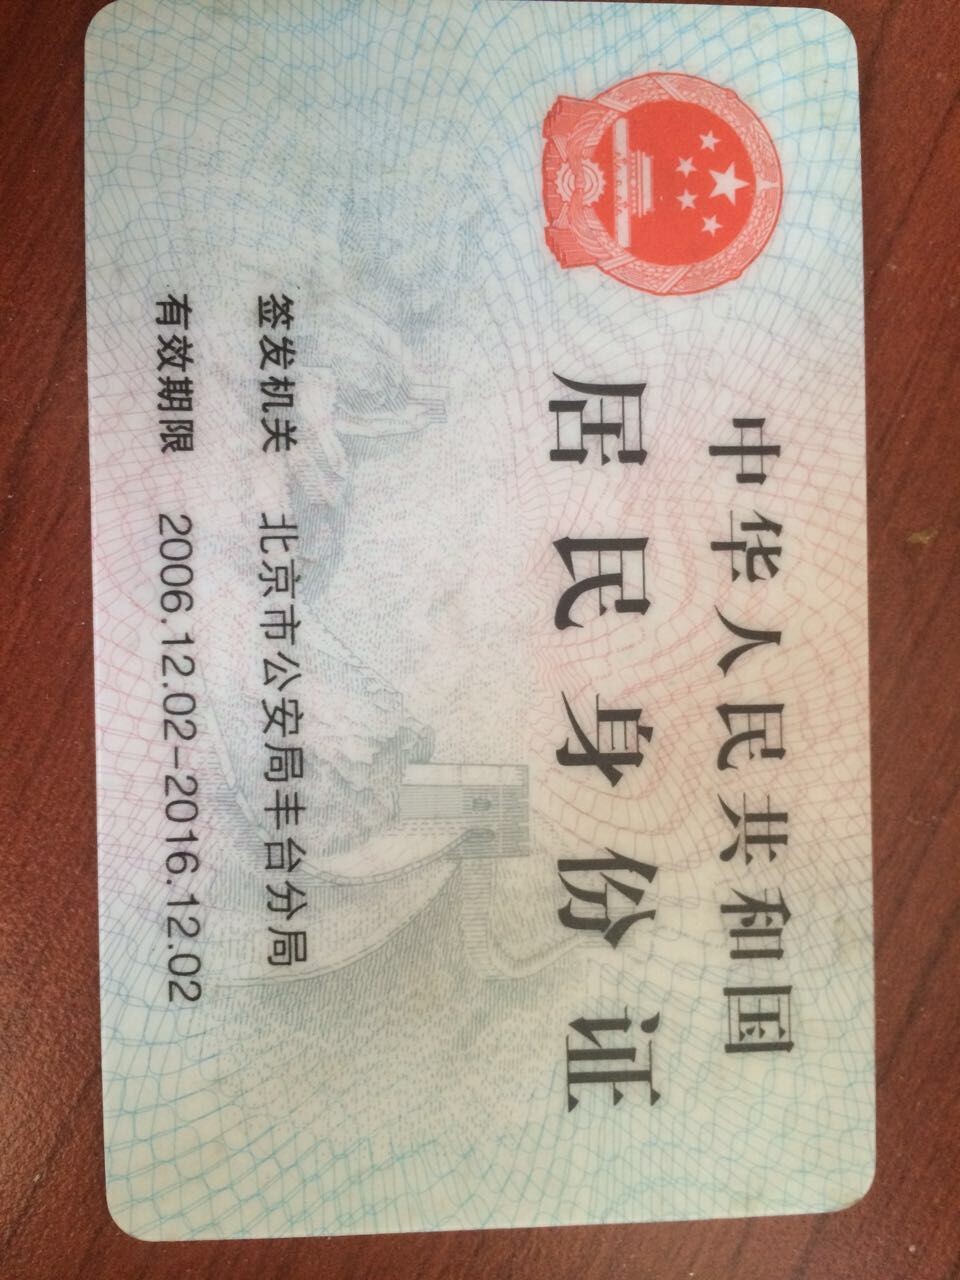 中华人民共和国
居民身份证
签发机关 北京市公安局丰台分局
有效期限 2006.12.02-2016.12.02